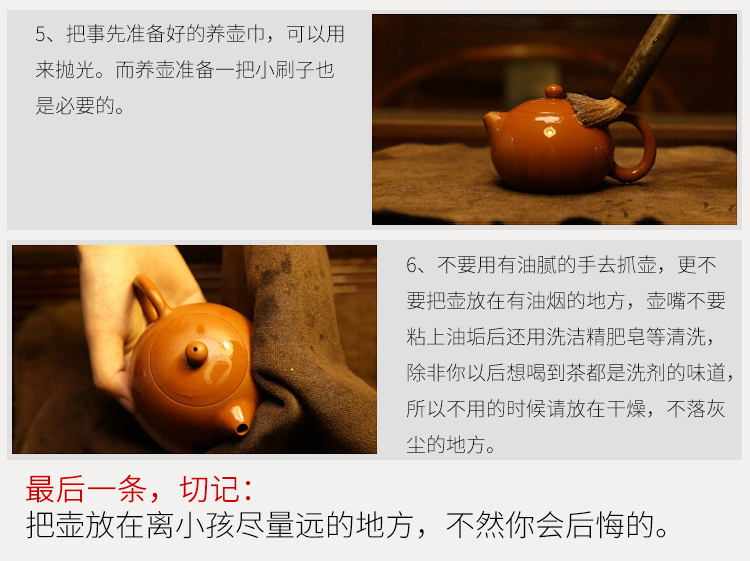 5、把事先准备好的养壶巾，可以用
来抛光。而养壶准备一把小刷子也
是必要的。
6、不要用有油腻的手去抓壶，更不
要把壶放在有油烟的地方，壶嘴不要
粘上油垢后还用洗洁精肥皂等清洗，
除非你以后想喝到茶都是洗剂的味道，
所以不用的时候请放在干燥，不落灰
尘的地方。
最后一条，切记：
把壶放在离小孩尽量远的地方，不然你会后悔的。